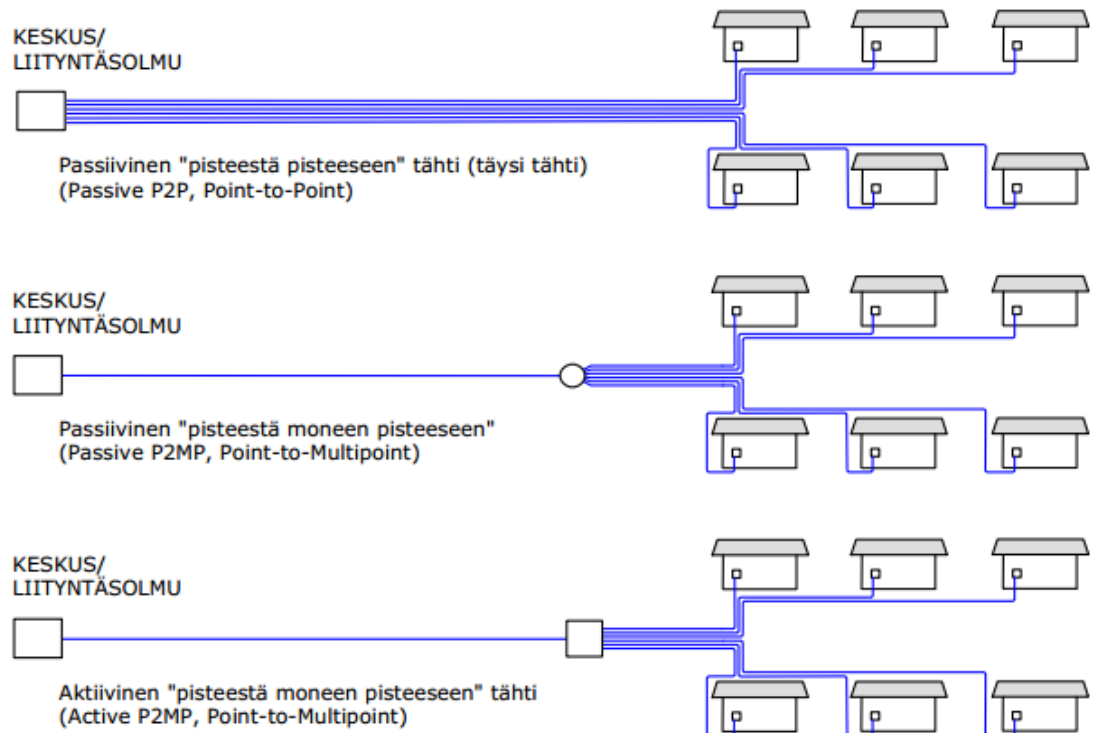 KESKUS/
LIITYNTÄSOLMU
Passiivinen "pisteestä pisteeseen" tähti (täysi tähti)
(Passive P2P, Point-to-Point)
KESKUS/
LIITYNTÄSOLMU
Passiivinen "pisteestä moneen pisteeseen"
(Passive P2MP, Point-to-Multipoint)
KESKUS/
LIITYNTÄSOLMU
Aktiivinen "pisteestä moneen pisteeseen" tähti
(Active P2MP, Point-to-Multipoint)